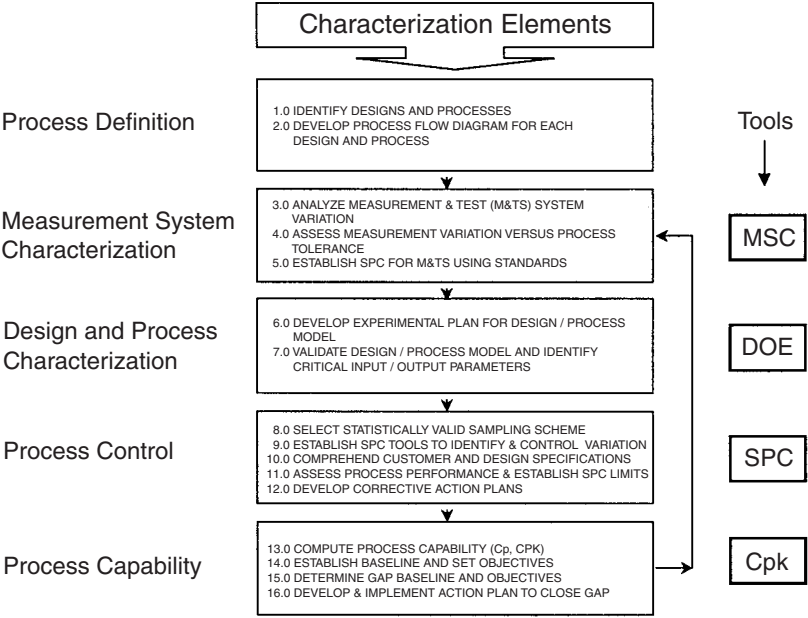 Characterization Elements
Process Definition
1.0 IDENTIFY DESIGNS AND PROCESSES
2.0 DEVELOP PROCESS FLOW DIAGRAM FOR EACH
DESIGN AND PROCESS
Tools
Measurement System
Characterization
3.0 ANALYZE MEASUREMENT & TEST (M&TS) SYSTEM
VARIATION
4.0 ASSESS MEASUREMENT VARIATION VERSUS PROCESS
TOLERANCE
5.0 ESTABLISH SPC FOR M&TS USING STANDARDS
MSC
Design and Process
Characterization
6.0 DEVELOP EXPERIMENTAL PLAN FOR DESIGN / PROCESS
MODEL
7.0 VALIDATE DESIGN / PROCESS MODEL AND IDENTIFY
CRITICAL INPUT / OUTPUT PARAMETERS
DOE
Process Control
8.0 SELECT STATISTICALLY VALID SAMPLING SCHEME
9.0 ESTABLISH SPC TOOLS TO IDENTIFY & CONTROL VARIATION
10.0 COMPREHEND CUSTOMER AND DESIGN SPECIFICATIONS
11.0 ASSESS PROCESS PERFORMANCE & ESTABLISH SPC LIMITS
12.0 DEVELOP CORRECTIVE ACTION PLANS
SPC
Process Capability
13.0 COMPUTE PROCESS CAPABILITY (Cp, CPK)
14.0 ESTABLISH BASELINE AND SET OBJECTIVES
15.0 DETERMINE GAP BASELINE AND OBJECTIVES
16.0 DEVELOP & IMPLEMENT ACTION PLAN TO CLOSE GAP
Cpk